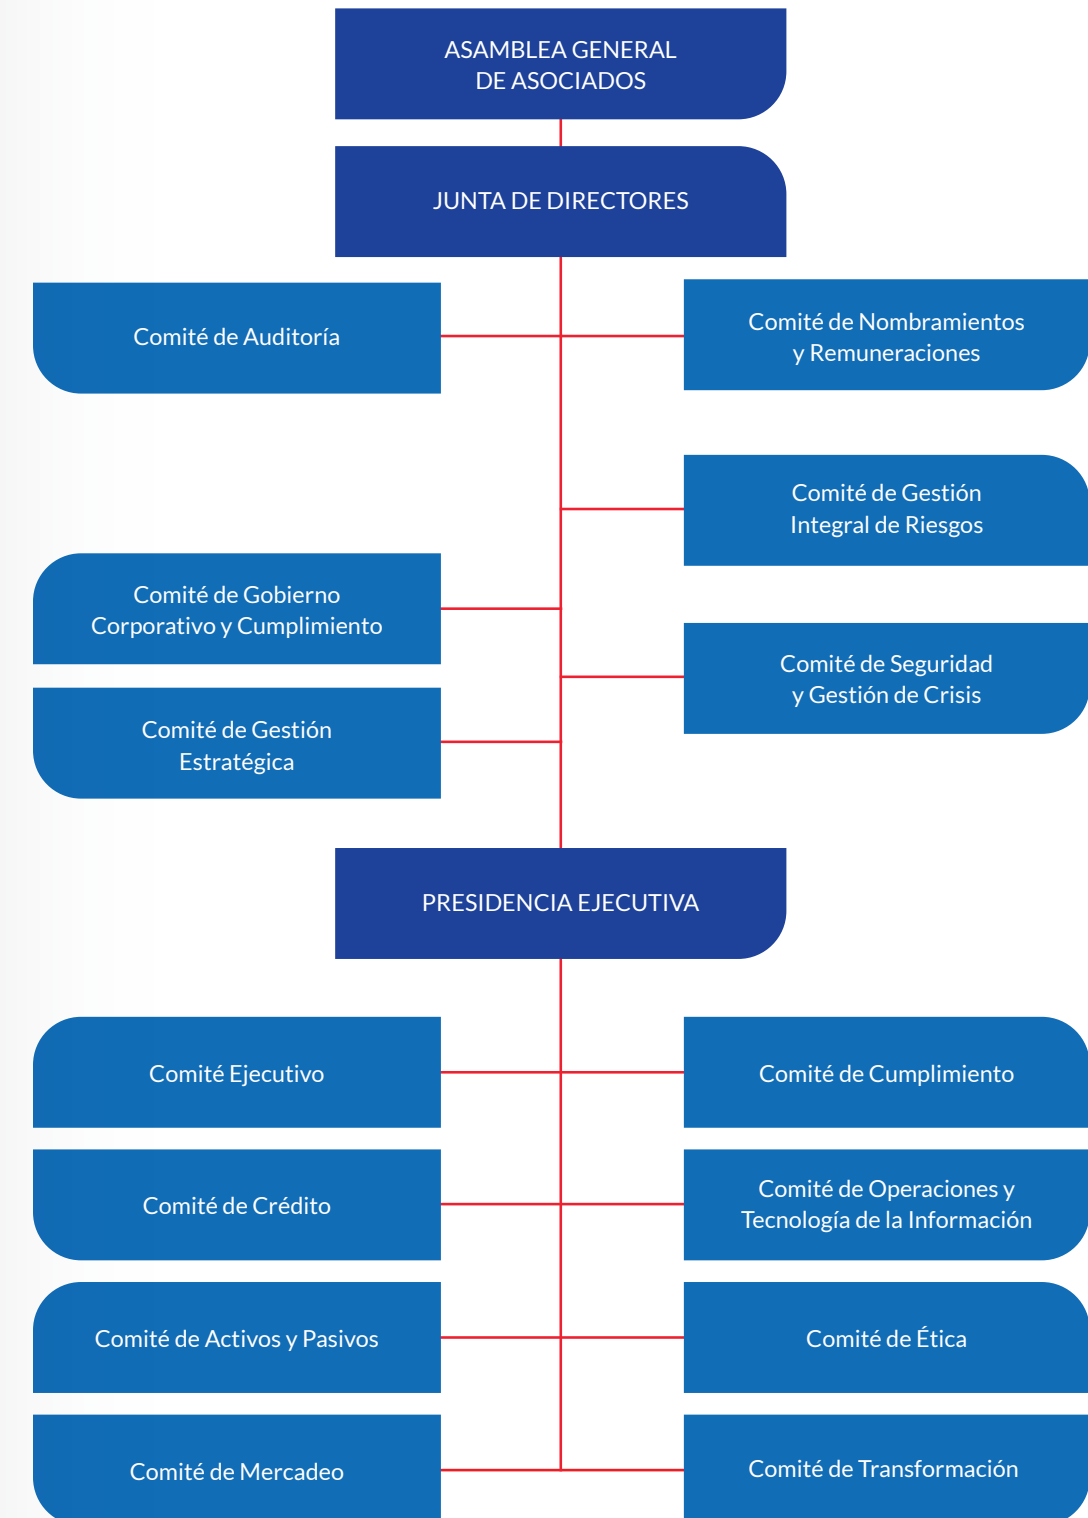 ASAMBLEA GENERAL
DE ASOCIADOS
JUNTA DE DIRECTORES
Comité de Auditoría
Comité de Nombramientos
y Remuneraciones
Comité de Gestión
Integral de Riesgos
Comité de Gobierno
Corporativo y Cumplimiento
Comité de Seguridad
y Gestión de Crisis
Comité de Gestión
Estratégica
PRESIDENCIA EJECUTIVA
Comité Ejecutivo
Comité de Cumplimiento
Comité de Crédito
Comité de Operaciones y
Tecnología de la Información
Comité de Activos y Pasivos
Comité de Ética
Comité de Mercadeo
Comité de Transformación